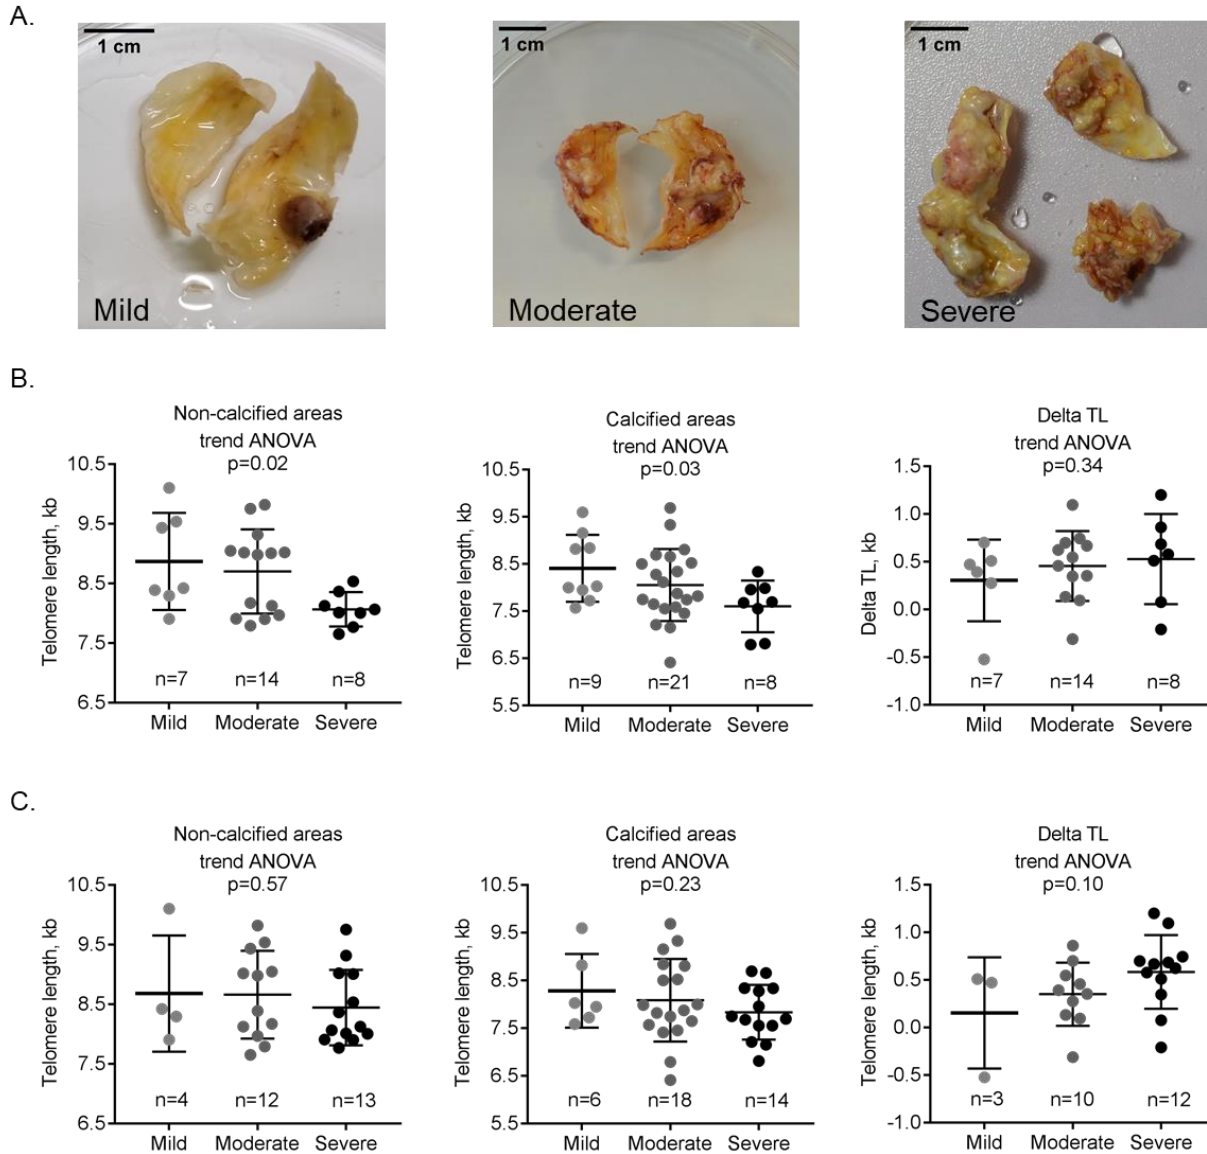 A.
1 cm
Mild
1 cm
Moderate
1 cm
Severe
B.
Non-calcified areas
trend ANOVA
p=0.02
Telomere length, kb
10.5
9.5
8.5
7.5
6.5
n=7
n=14
n=8
Mild
Moderate
Severe
Calcified areas
trend ANOVA
p=0.03
Telomere length, kb
10.5
9.5
8.5
7.5
6.5
5.5
n=9
n=21
n=8
Mild
Moderate
Severe
Delta TL
trend ANOVA
p=0.34
Delta TL, kb
1.5
1.0
0.5
0.0
-0.5
-1.0
n=7
n=14
n=8
Mild
Moderate
Severe
C.
Non-calcified areas
trend ANOVA
p=0.57
Telomere length, kb
10.5
9.5
8.5
7.5
6.5
n=4
n=12
n=13
Mild
Moderate
Severe
Calcified areas
trend ANOVA
p=0.23
Telomere length, kb
10.5
9.5
8.5
7.5
6.5
5.5
n=6
n=18
n=14
Mild
Moderate
Severe
Delta TL
trend ANOVA
p=0.10
Telomere length, kb
1.5
1.0
0.5
0.0
-0.5
-1.0
n=3
n=10
n=12
Mild
Moderate
Severe